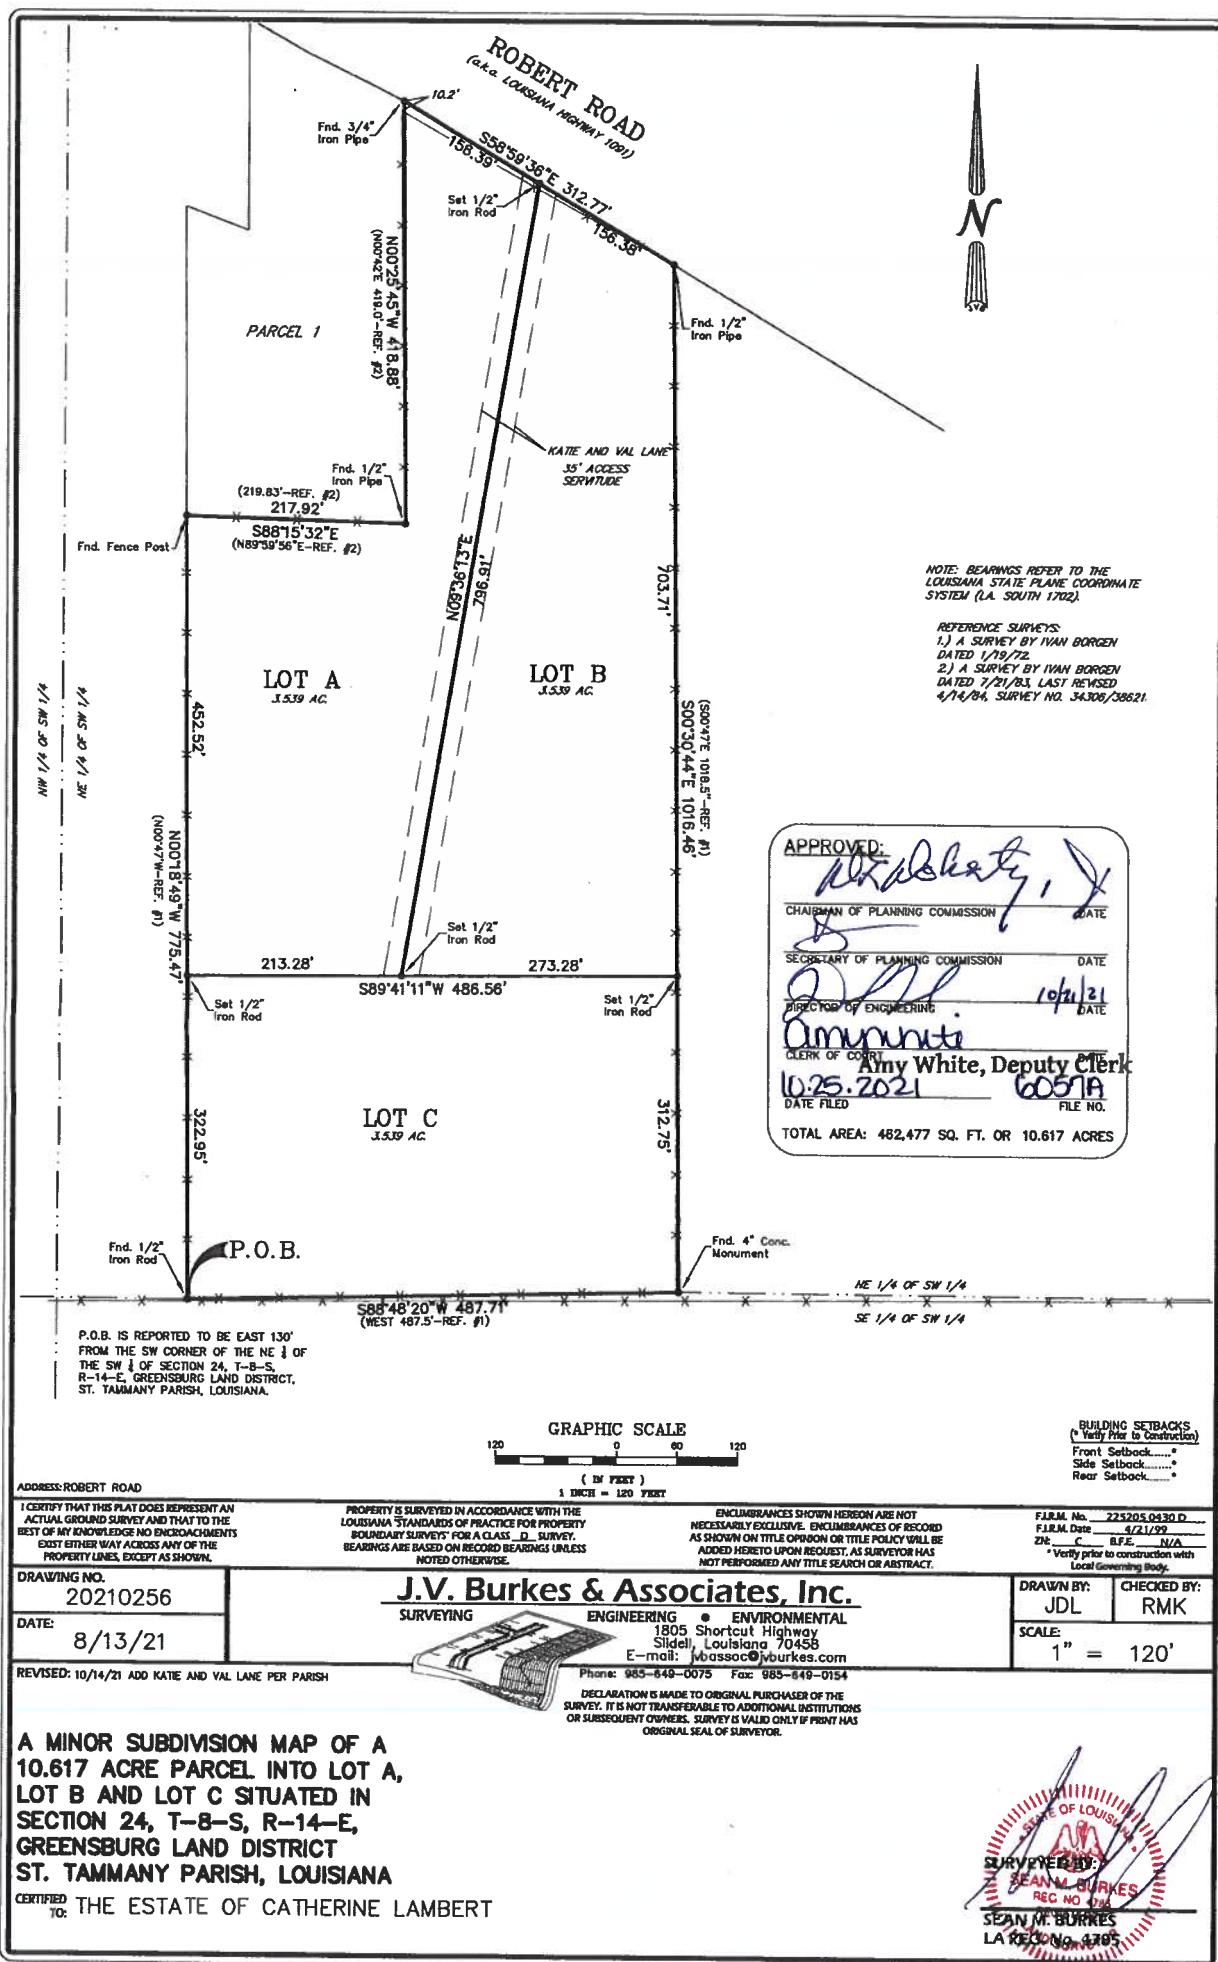 ROBERT ROAD
(a.k.a. LOUISIANA HIGHWAY 1091)
10.2'
Fnd. 3/4"
Iron Pipe
S58°59'36"E 312.77'
156.39'
156.38'
Set 1/2"
Iron Rod
N
N00°25'45"W 418.88'
(N00°42'E 419.0'-REF. #2)
PARCEL 1
Fnd. 1/2"
Iron Pipe
KATIE AND VAL LANE
35' ACCESS
SERVITUDE
Fnd. 1/2"
Iron Pipe
(219.83'-REF. #2)
217.92'
S88°15'32"E
(N89°59'56"E-REF. #2)
Fnd. Fence Post
N09°36'13"E
796.91'
703.71'
NOTE: BEARINGS REFER TO THE
LOUISIANA STATE PLANE COORDINATE
SYSTEM (LA. SOUTH 1702).
REFERENCE SURVEYS:
1.) A SURVEY BY IVAN BORGEN
DATED 1/19/72
2.) A SURVEY BY IVAN BORGEN
DATED 7/21/83, LAST REVISED
4/14/84, SURVEY NO. 34306/38621.
LOT A
3.539 AC.
LOT B
3.539 AC.
NW 1/4 OF SW 1/4
NE 1/4 OF SW 1/4
452.52'
S00°30'44"E 1016.46'
(S00°47'E 1018.5'-REF. #1)
N00°18'49"W 775.47'
(N00°47'W-REF. #1)
APPROVED:
CHAIRMAN OF PLANNING COMMISSION DATE
SECRETARY OF PLANNING COMMISSION DATE
10/21/21
DIRECTOR OF ENGINEERING DATE
CLERK OF COURT DATE
Amy White, Deputy Clerk
10.25.2021 6057A
DATE FILED FILE NO.
TOTAL AREA: 462,477 SQ. FT. OR 10.617 ACRES
Set 1/2"
Iron Rod
213.28'
273.28'
S89°41'11"W 486.56'
Set 1/2"
Iron Rod
Set 1/2"
Iron Rod
LOT C
3.539 AC.
322.95'
312.75'
Fnd. 1/2"
Iron Rod
P.O.B.
Fnd. 4" Conc.
Monument
S88°48'20"W 487.71'
(WEST 487.5'-REF. #1)
NE 1/4 OF SW 1/4
SE 1/4 OF SW 1/4
P.O.B. IS REPORTED TO BE EAST 130'
FROM THE SW CORNER OF THE NE ¼ OF
THE SW ¼ OF SECTION 24, T-8-S,
R-14-E, GREENSBURG LAND DISTRICT,
ST. TAMMANY PARISH, LOUISIANA.
GRAPHIC SCALE
120 0 60 120
( IN FEET )
1 INCH = 120 FEET
BUILDING SETBACKS
(* Verify Prior to Construction)
Front Setback......*
Side Setback........*
Rear Setback......*
ADDRESS: ROBERT ROAD
I CERTIFY THAT THIS PLAT DOES REPRESENT AN
ACTUAL GROUND SURVEY AND THAT TO THE
BEST OF MY KNOWLEDGE NO ENCROACHMENTS
EXIST EITHER WAY ACROSS ANY OF THE
PROPERTY LINES, EXCEPT AS SHOWN.
PROPERTY IS SURVEYED IN ACCORDANCE WITH THE
LOUISIANA "STANDARDS OF PRACTICE FOR PROPERTY
BOUNDARY SURVEYS" FOR A CLASS D SURVEY.
BEARINGS ARE BASED ON RECORD BEARINGS UNLESS
NOTED OTHERWISE.
ENCUMBRANCES SHOWN HEREON ARE NOT
NECESSARILY EXCLUSIVE. ENCUMBRANCES OF RECORD
AS SHOWN ON TITLE OPINION OR TITLE POLICY WILL BE
ADDED HERETO UPON REQUEST, AS SURVEYOR HAS
NOT PERFORMED ANY TITLE SEARCH OR ABSTRACT.
F.I.R.M. No. 225205 0430 D
F.I.R.M. Date 4/21/99
ZN: C B.F.E. N/A
* Verify prior to construction with
Local Governing Body.
DRAWING NO.
20210256
DATE:
8/13/21
REVISED: 10/14/21 ADD KATIE AND VAL LANE PER PARISH
J.V. Burkes & Associates, Inc.
SURVEYING ENGINEERING • ENVIRONMENTAL
1805 Shortcut Highway
Slidell, Louisiana 70458
E-mail: jvbassoc@jvburkes.com
Phone: 985-649-0075 Fax: 985-649-0154
DRAWN BY: JDL
CHECKED BY: RMK
SCALE:
1" = 120'
DECLARATION IS MADE TO ORIGINAL PURCHASER OF THE
SURVEY. IT IS NOT TRANSFERABLE TO ADDITIONAL INSTITUTIONS
OR SUBSEQUENT OWNERS. SURVEY IS VALID ONLY IF PRINT HAS
ORIGINAL SEAL OF SURVEYOR.
A MINOR SUBDIVISION MAP OF A
10.617 ACRE PARCEL INTO LOT A,
LOT B AND LOT C SITUATED IN
SECTION 24, T-8-S, R-14-E,
GREENSBURG LAND DISTRICT
ST. TAMMANY PARISH, LOUISIANA
CERTIFIED TO: THE ESTATE OF CATHERINE LAMBERT
STATE OF LOUISIANA
SURVEYED BY:
SEAN M. BURKES
REG. NO.
SEAN M. BURKES
LA REG. No. 4785